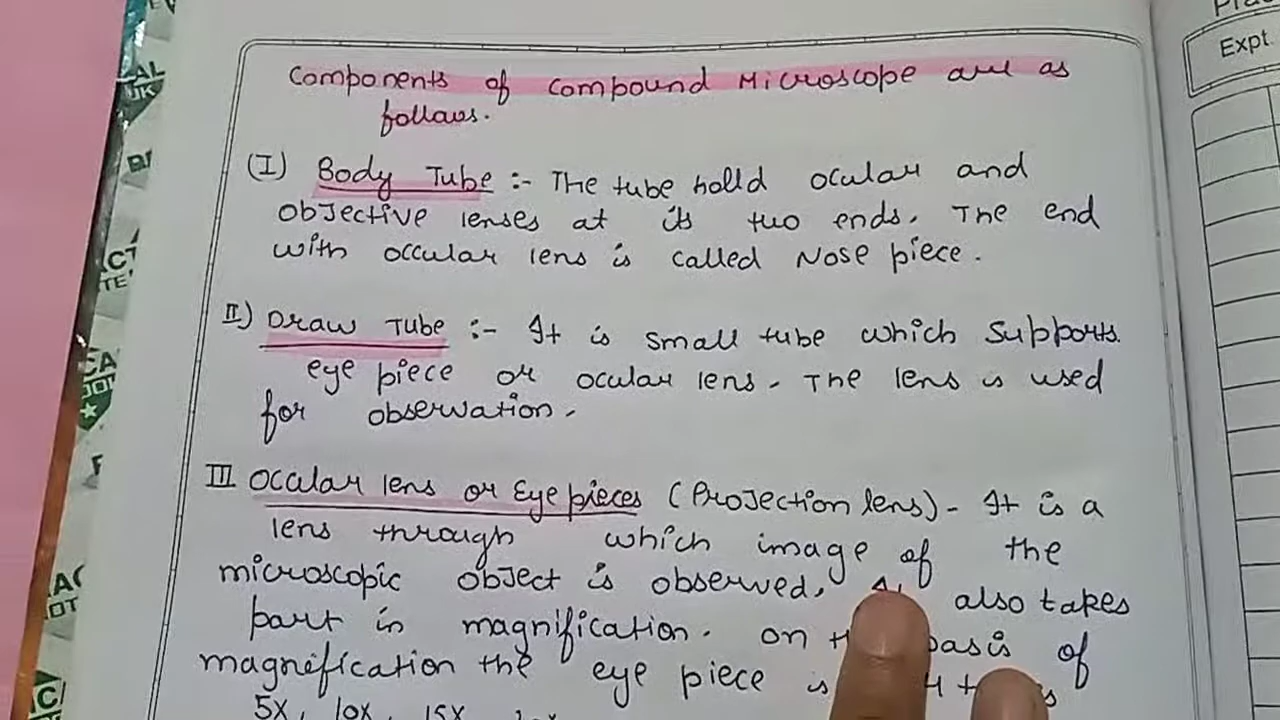 Components of Compound Microscope are as
follows.
(I) Body Tube :- The tube holld ocular and
objective lenses at its two ends. The end
with occular lens is called Nose piece.
II) Draw Tube :- It is small tube which supports.
eye piece or ocular lens. The lens is used
for observation.
III Ocular lens or Eye pieces (Projection lens) - It is a
lens through which image of the
microscopic object is observed. also takes
part in magnification. on basis of
magnification the eye piece is
5x, 10x, 15x
Expt.